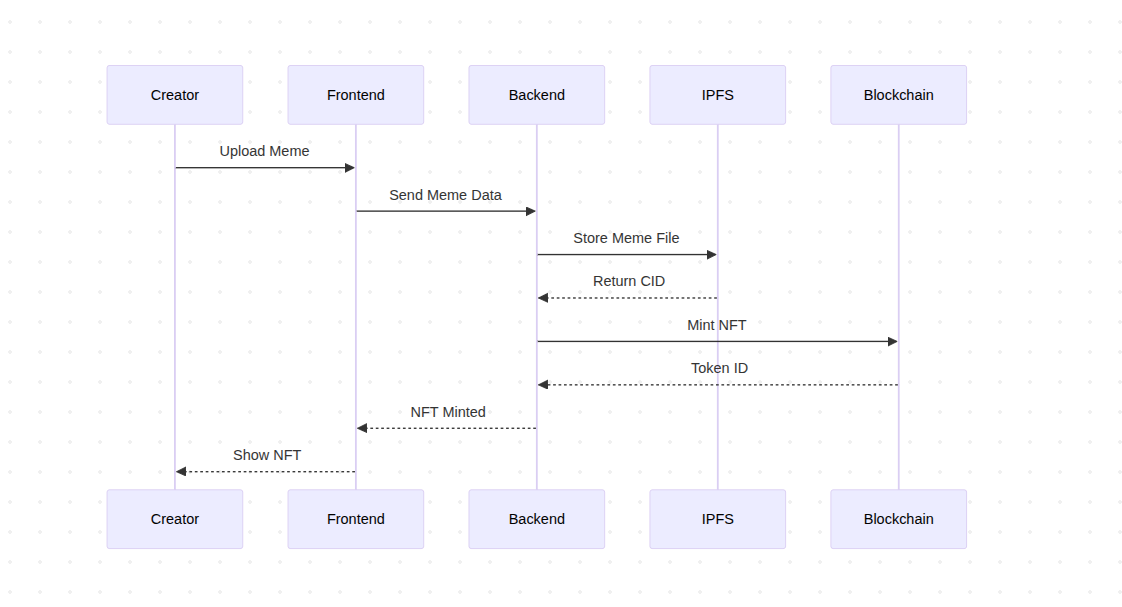 Creator
Frontend
Backend
IPFS
Blockchain
Upload Meme
Send Meme Data
Store Meme File
Return CID
Mint NFT
Token ID
NFT Minted
Show NFT
Creator
Frontend
Backend
IPFS
Blockchain